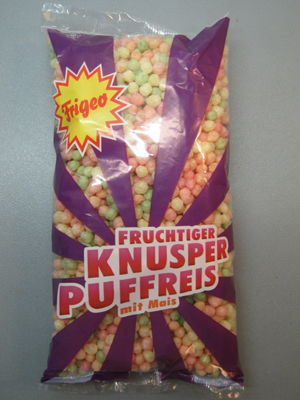 Frigeo
FRUCHTIGER
KNUSPER
PUFFREIS
mit Mais